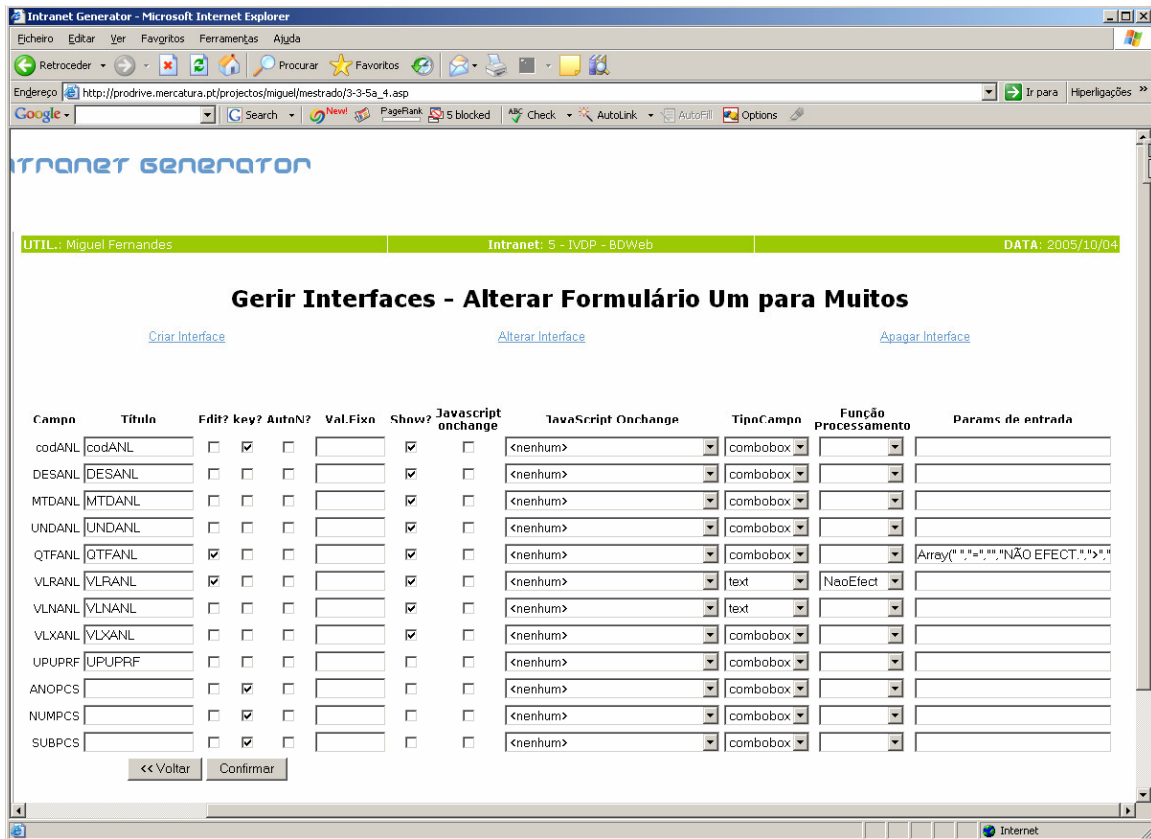 Intranet Generator - Microsoft Internet Explorer
Ficheiro Editar Ver Favoritos Ferramentas Ajuda
Retroceder Procurar Favoritos
Endereço http://prodrive.mercatura.pt/projectos/miguel/mestrado/3-3-5a_4.asp Ir para Hiperligações »
Google Search New! PageRank 5 blocked ABC Check AutoLink AutoFill Options
ntranet Generator
UTIL.: Miguel Fernandes Intranet: 5 - IVDP - BDWeb DATA: 2005/10/04
Gerir Interfaces - Alterar Formulário Um para Muitos
Criar Interface Alterar Interface Apagar Interface
Campo Título Edit? key? AutoN? Val.Fixo Show? Javascript onchange JavaScript Onchange TipoCampo Função Processamento Params de entrada
codANL codANL <nenhum> combobox
DESANL DESANL <nenhum> combobox
MTDANL MTDANL <nenhum> combobox
UNDANL UNDANL <nenhum> combobox
QTFANL QTFANL <nenhum> combobox Array(" ","=","","NÃO EFECT.",">","
VLRANL VLRANL <nenhum> text NaoEfect
VLNANL VLNANL <nenhum> text
VLXANL VLXANL <nenhum> combobox
UPUPRF UPUPRF <nenhum> combobox
ANOPCS <nenhum> combobox
NUMPCS <nenhum> combobox
SUBPCS <nenhum> combobox
<< Voltar Confirmar
Internet